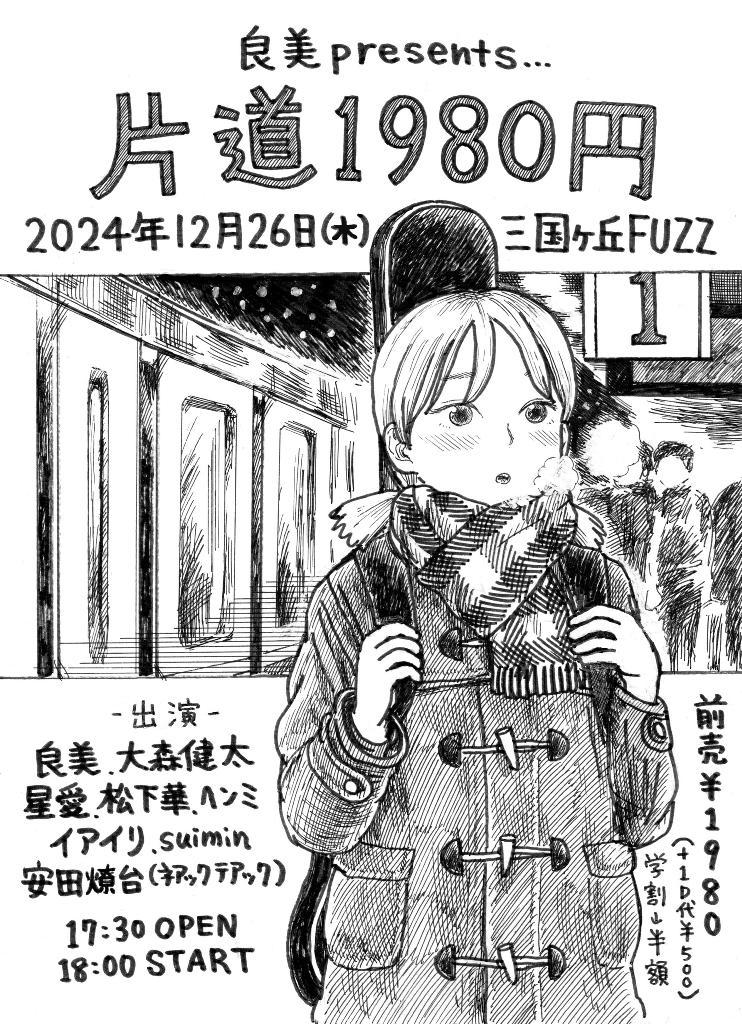 良美presents...
片道1980円
2024年12月26日(木)
三国ヶ丘FUZZ
1
-出演-
良美.大森健太
星愛.松下華.ヘンミ
イアイリ.suimin
安田燎台(ネアックテアック)
17:30 OPEN
18:00 START
前売¥1980
(+1D代¥500)
学割↓半額